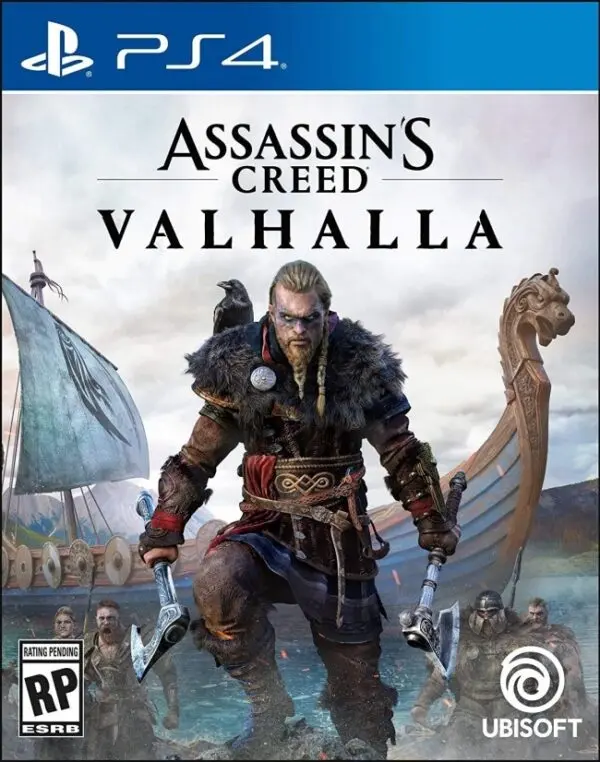 PS4
ASSASSIN'S
CREED
VALHALLA
RATING PENDING
RP
ESRB
UBISOFT